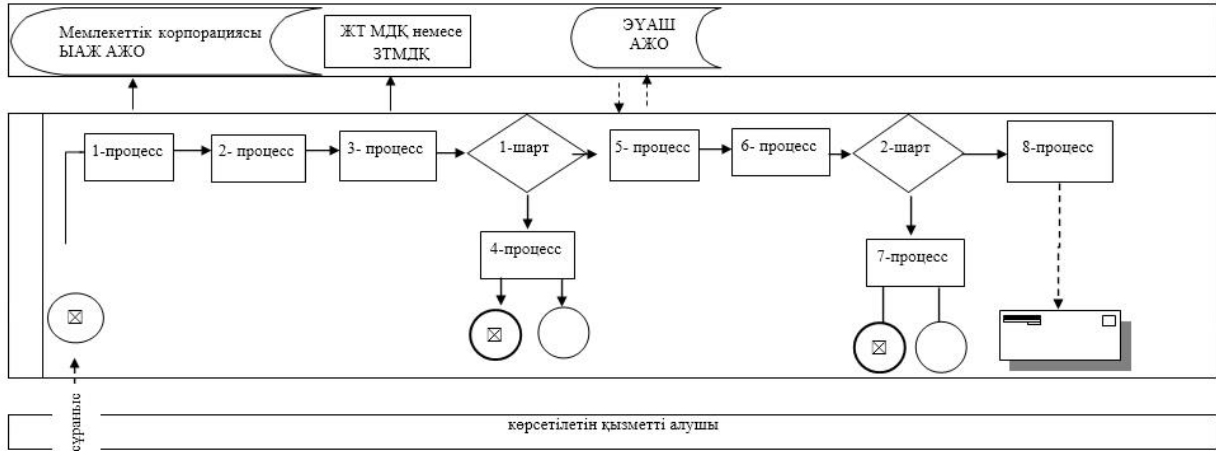 Мемлекеттік корпорациясы
ЫАЖ АЖО
ЖТ МДҚ немесе
ЗТМДҚ
ЭҮАШ
АЖО
1-процесс
2- процесс
3- процесс
1-шарт
5- процесс
6- процесс
2-шарт
8-процесс
4-процесс
7-процесс
сұраныс
көрсетілетін қызметті алушы